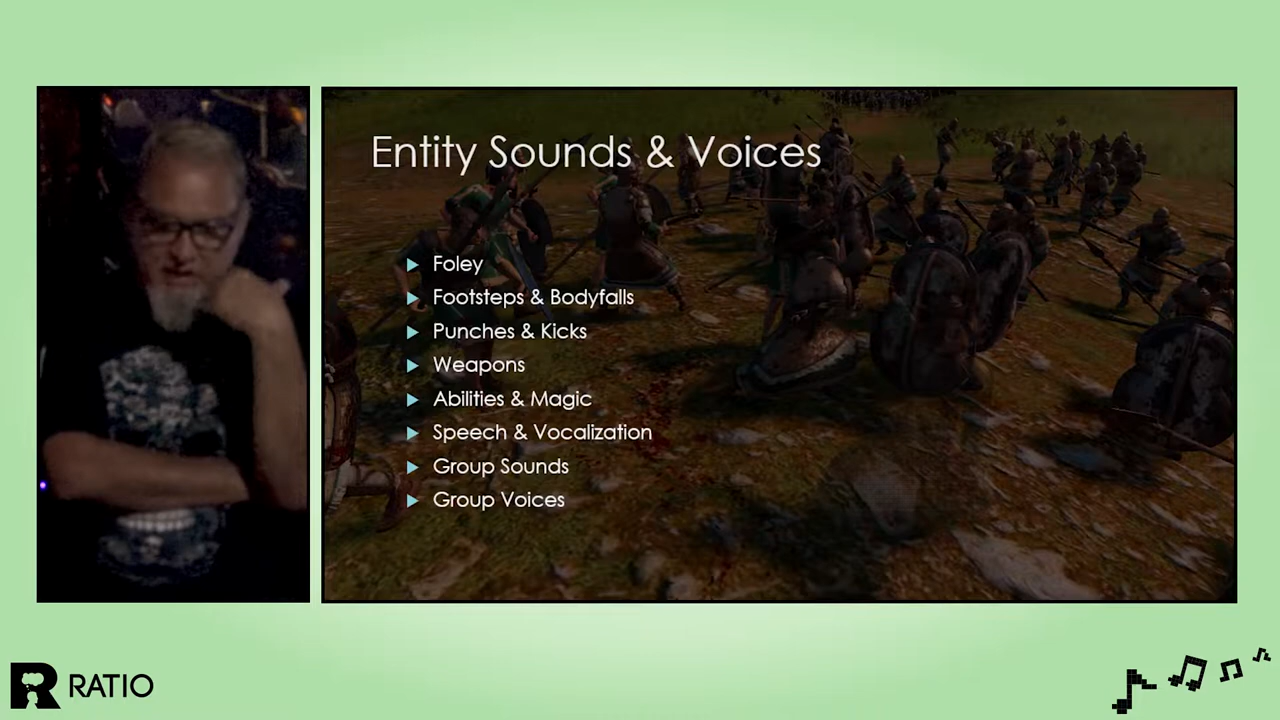 Entity Sounds & Voices
Foley
Footsteps & Bodyfalls
Punches & Kicks
Weapons
Abilities & Magic
Speech & Vocalization
Group Sounds
Group Voices
RATIO